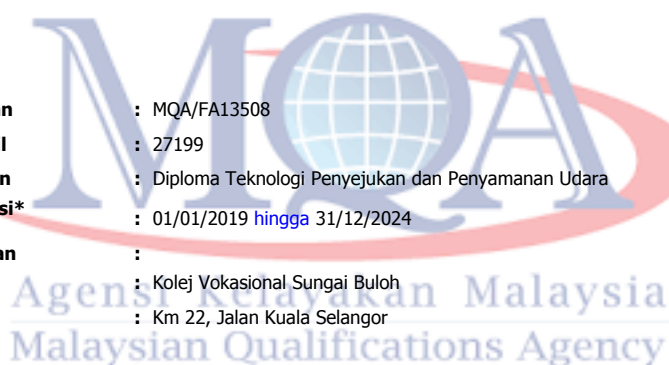 MQA
an : MQA/FA13508
l : 27199
n : Diploma Teknologi Penyejukan dan Penyamanan Udara
si* : 01/01/2019 hingga 31/12/2024
an :
: Kolej Vokasional Sungai Buloh
Agensi Kelayakan Malaysia
: Km 22, Jalan Kuala Selangor
Malaysian Qualifications Agency